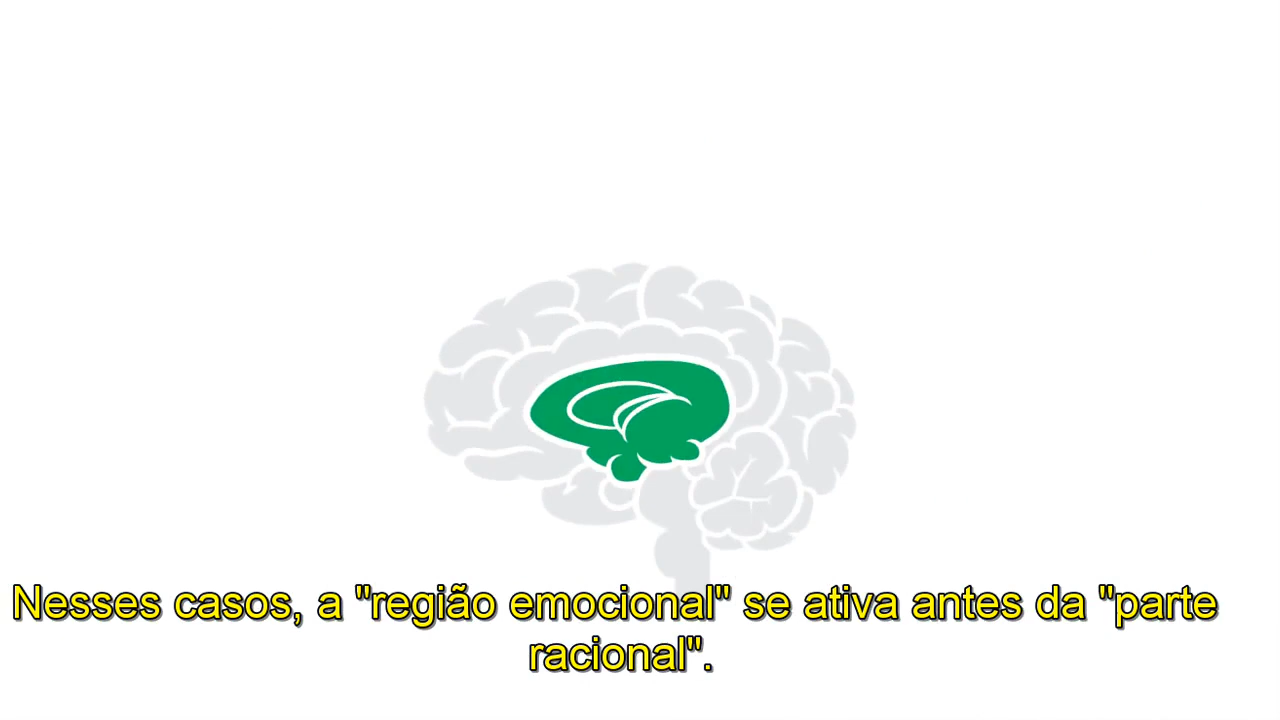 Nesses casos, a "região emocional" se ativa antes da "parte
racional".